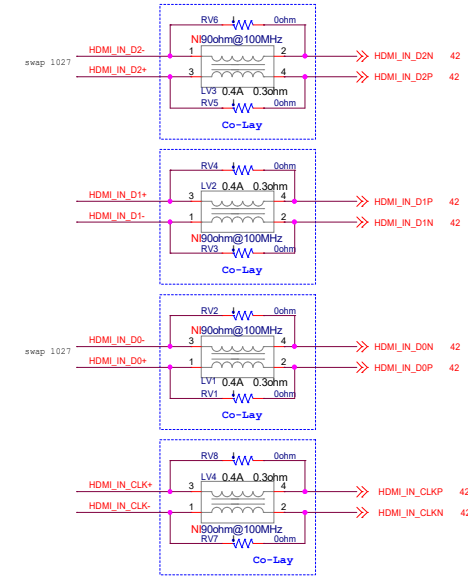 RV6 0ohm
NI90ohm@100MHz
HDMI_IN_D2- 1 2 HDMI_IN_D2N 42
swap 1027
HDMI_IN_D2+ 3 4 HDMI_IN_D2P 42
LV3 0.4A 0.3ohm
RV5 0ohm
Co-Lay
RV4 0ohm
LV2 0.4A 0.3ohm
HDMI_IN_D1+ 3 4 HDMI_IN_D1P 42
HDMI_IN_D1- 1 2 HDMI_IN_D1N 42
NI90ohm@100MHz
RV3 0ohm
Co-Lay
RV2 0ohm
NI90ohm@100MHz
HDMI_IN_D0- 3 4 HDMI_IN_D0N 42
swap 1027
HDMI_IN_D0+ 1 2 HDMI_IN_D0P 42
LV1 0.4A 0.3ohm
RV1 0ohm
Co-Lay
RV8 0ohm
LV4 0.4A 0.3ohm
HDMI_IN_CLK+ 3 4 HDMI_IN_CLKP 42
HDMI_IN_CLK- 1 2 HDMI_IN_CLKN 42
NI90ohm@100MHz
RV7 0ohm
Co-Lay